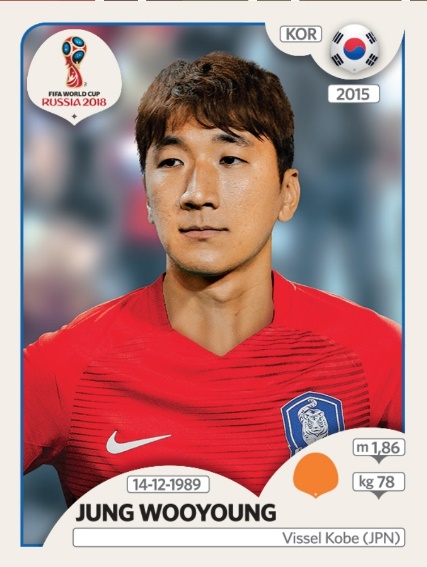 FIFA WORLD CUP
RUSSIA 2018
KOR
2015
m 1,86
kg 78
14-12-1989
JUNG WOOYOUNG
Vissel Kobe (JPN)